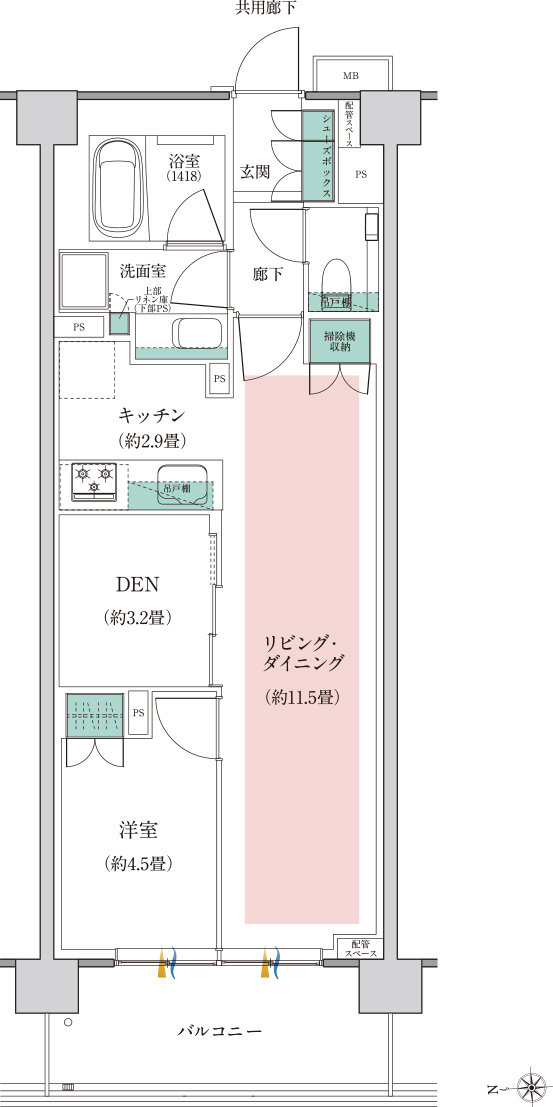 共用廊下
MB
配管
スペース
シューズボックス
浴室
(1418)
玄関
PS
洗面室
廊下
上部
リネン庫
(下部PS)
吊戸棚
PS
掃除機
収納
PS
キッチン
(約2.9畳)
吊戸棚
DEN
(約3.2畳)
リビング・
ダイニング
(約11.5畳)
PS
洋室
(約4.5畳)
配管
スペース
バルコニー
N